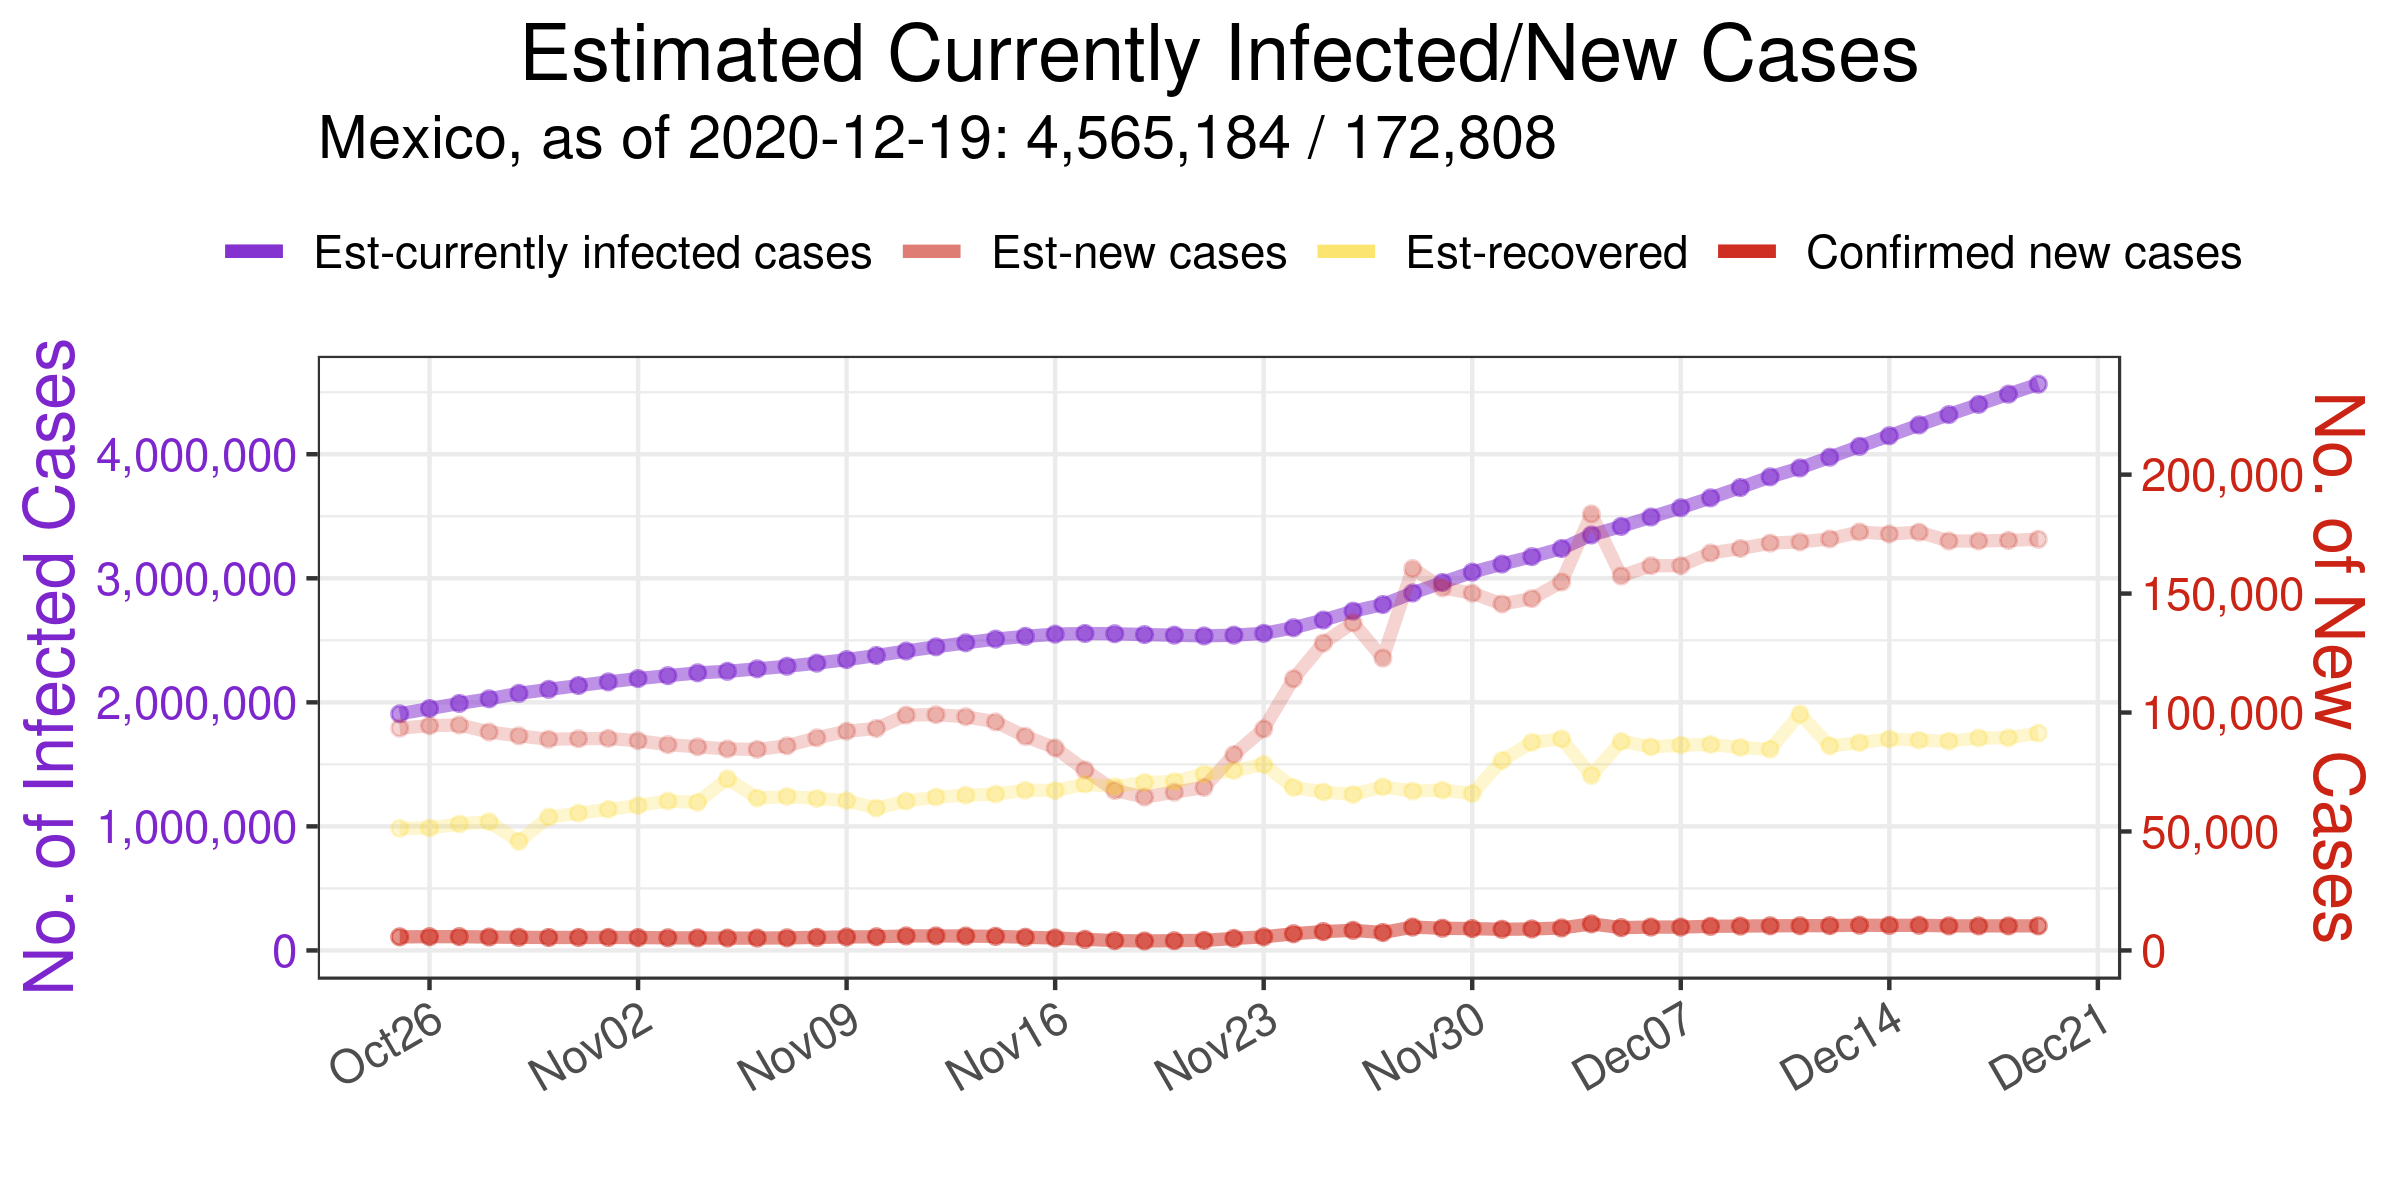 Estimated Currently Infected/New Cases
Mexico, as of 2020-12-19: 4,565,184 / 172,808
Est-currently infected cases Est-new cases Est-recovered Confirmed new cases
No. of Infected Cases
4,000,000
3,000,000
2,000,000
1,000,000
0
200,000
150,000
100,000
50,000
0
No. of New Cases
Oct26 Nov02 Nov09 Nov16 Nov23 Nov30 Dec07 Dec14 Dec21